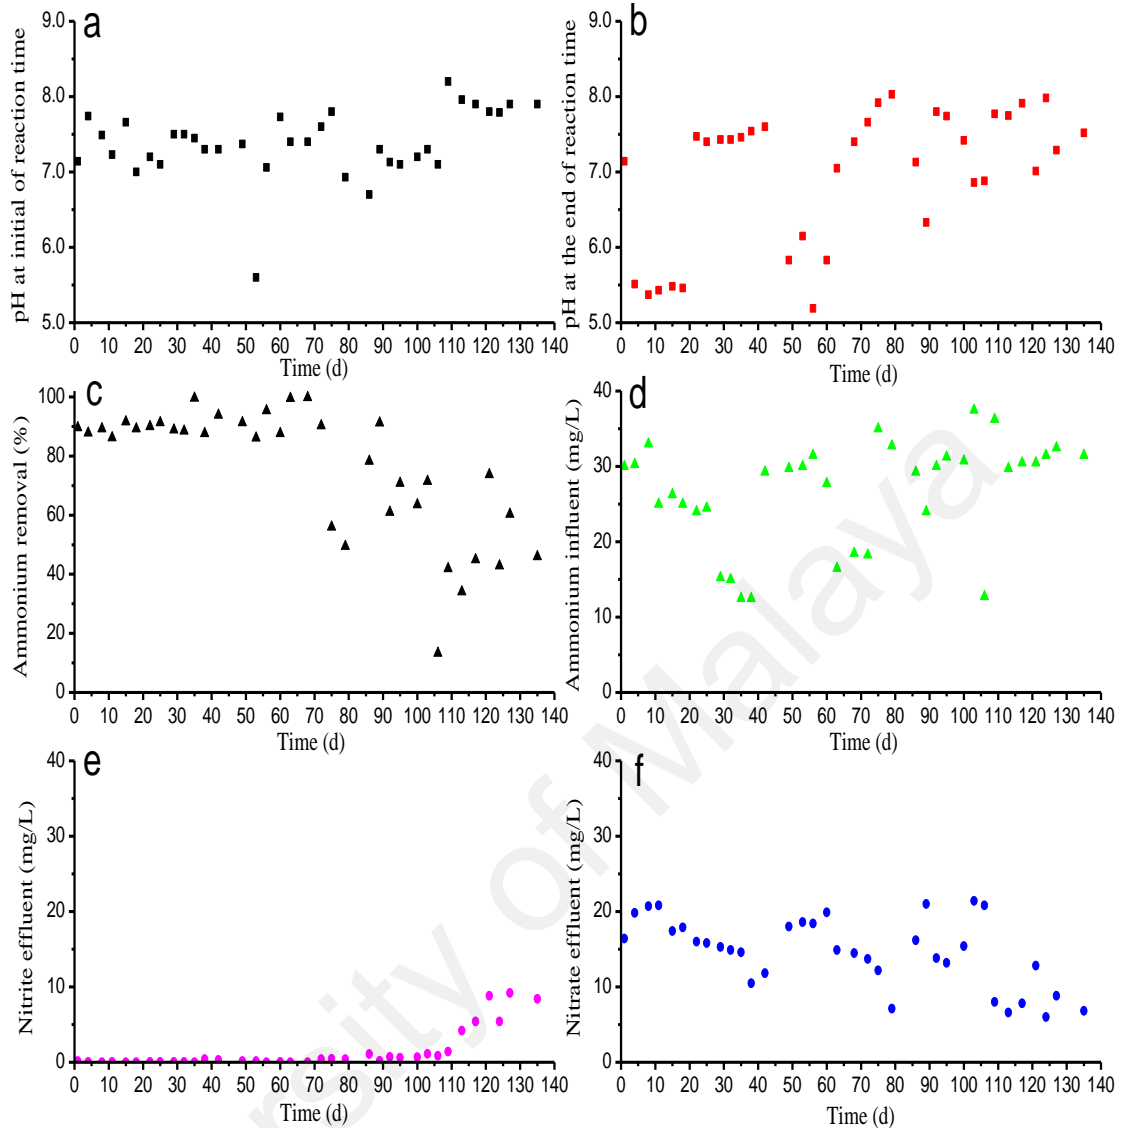 a
pH at initial of reaction time
9.0
8.0
7.0
6.0
5.0
0 10 20 30 40 50 60 70 80 90 100 110 120 130 140
Time (d)
b
pH at the end of reaction time
9.0
8.0
7.0
6.0
5.0
0 10 20 30 40 50 60 70 80 90 100 110 120 130 140
Time (d)
c
Ammonium removal (%)
100
80
60
40
20
0
0 10 20 30 40 50 60 70 80 90 100 110 120 130 140
Time (d)
d
Ammonium influent (mg/L)
40
30
20
10
0
0 10 20 30 40 50 60 70 80 90 100 110 120 130 140
Time (d)
e
Nitrite effluent (mg/L)
40
30
20
10
0
0 10 20 30 40 50 60 70 80 90 100 110 120 130 140
Time (d)
f
Nitrate effluent (mg/L)
40
30
20
10
0
0 10 20 30 40 50 60 70 80 90 100 110 120 130 140
Time (d)
rsity of Malaya